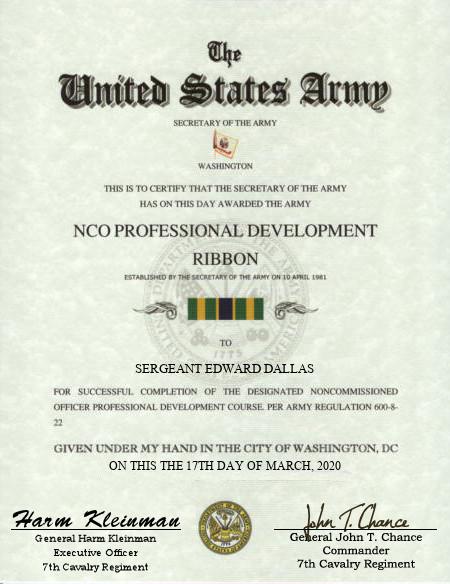 The
United States Army
SECRETARY OF THE ARMY
WASHINGTON
THIS IS TO CERTIFY THAT THE SECRETARY OF THE ARMY
HAS ON THIS DAY AWARDED THE ARMY
NCO PROFESSIONAL DEVELOPMENT
RIBBON
ESTABLISHED BY THE SECRETARY OF THE ARMY ON 10 APRIL 1981
1775
TO
SERGEANT EDWARD DALLAS
FOR SUCCESSFUL COMPLETION OF THE DESIGNATED NONCOMMISSIONED
OFFICER PROFESSIONAL DEVELOPMENT COURSE. PER ARMY REGULATION 600-8-
22
GIVEN UNDER MY HAND IN THE CITY OF WASHINGTON, DC
ON THIS THE 17TH DAY OF MARCH, 2020
Harm Kleinman
General Harm Kleinman
Executive Officer
7th Cavalry Regiment
John T. Chance
General John T. Chance
Commander
7th Cavalry Regiment